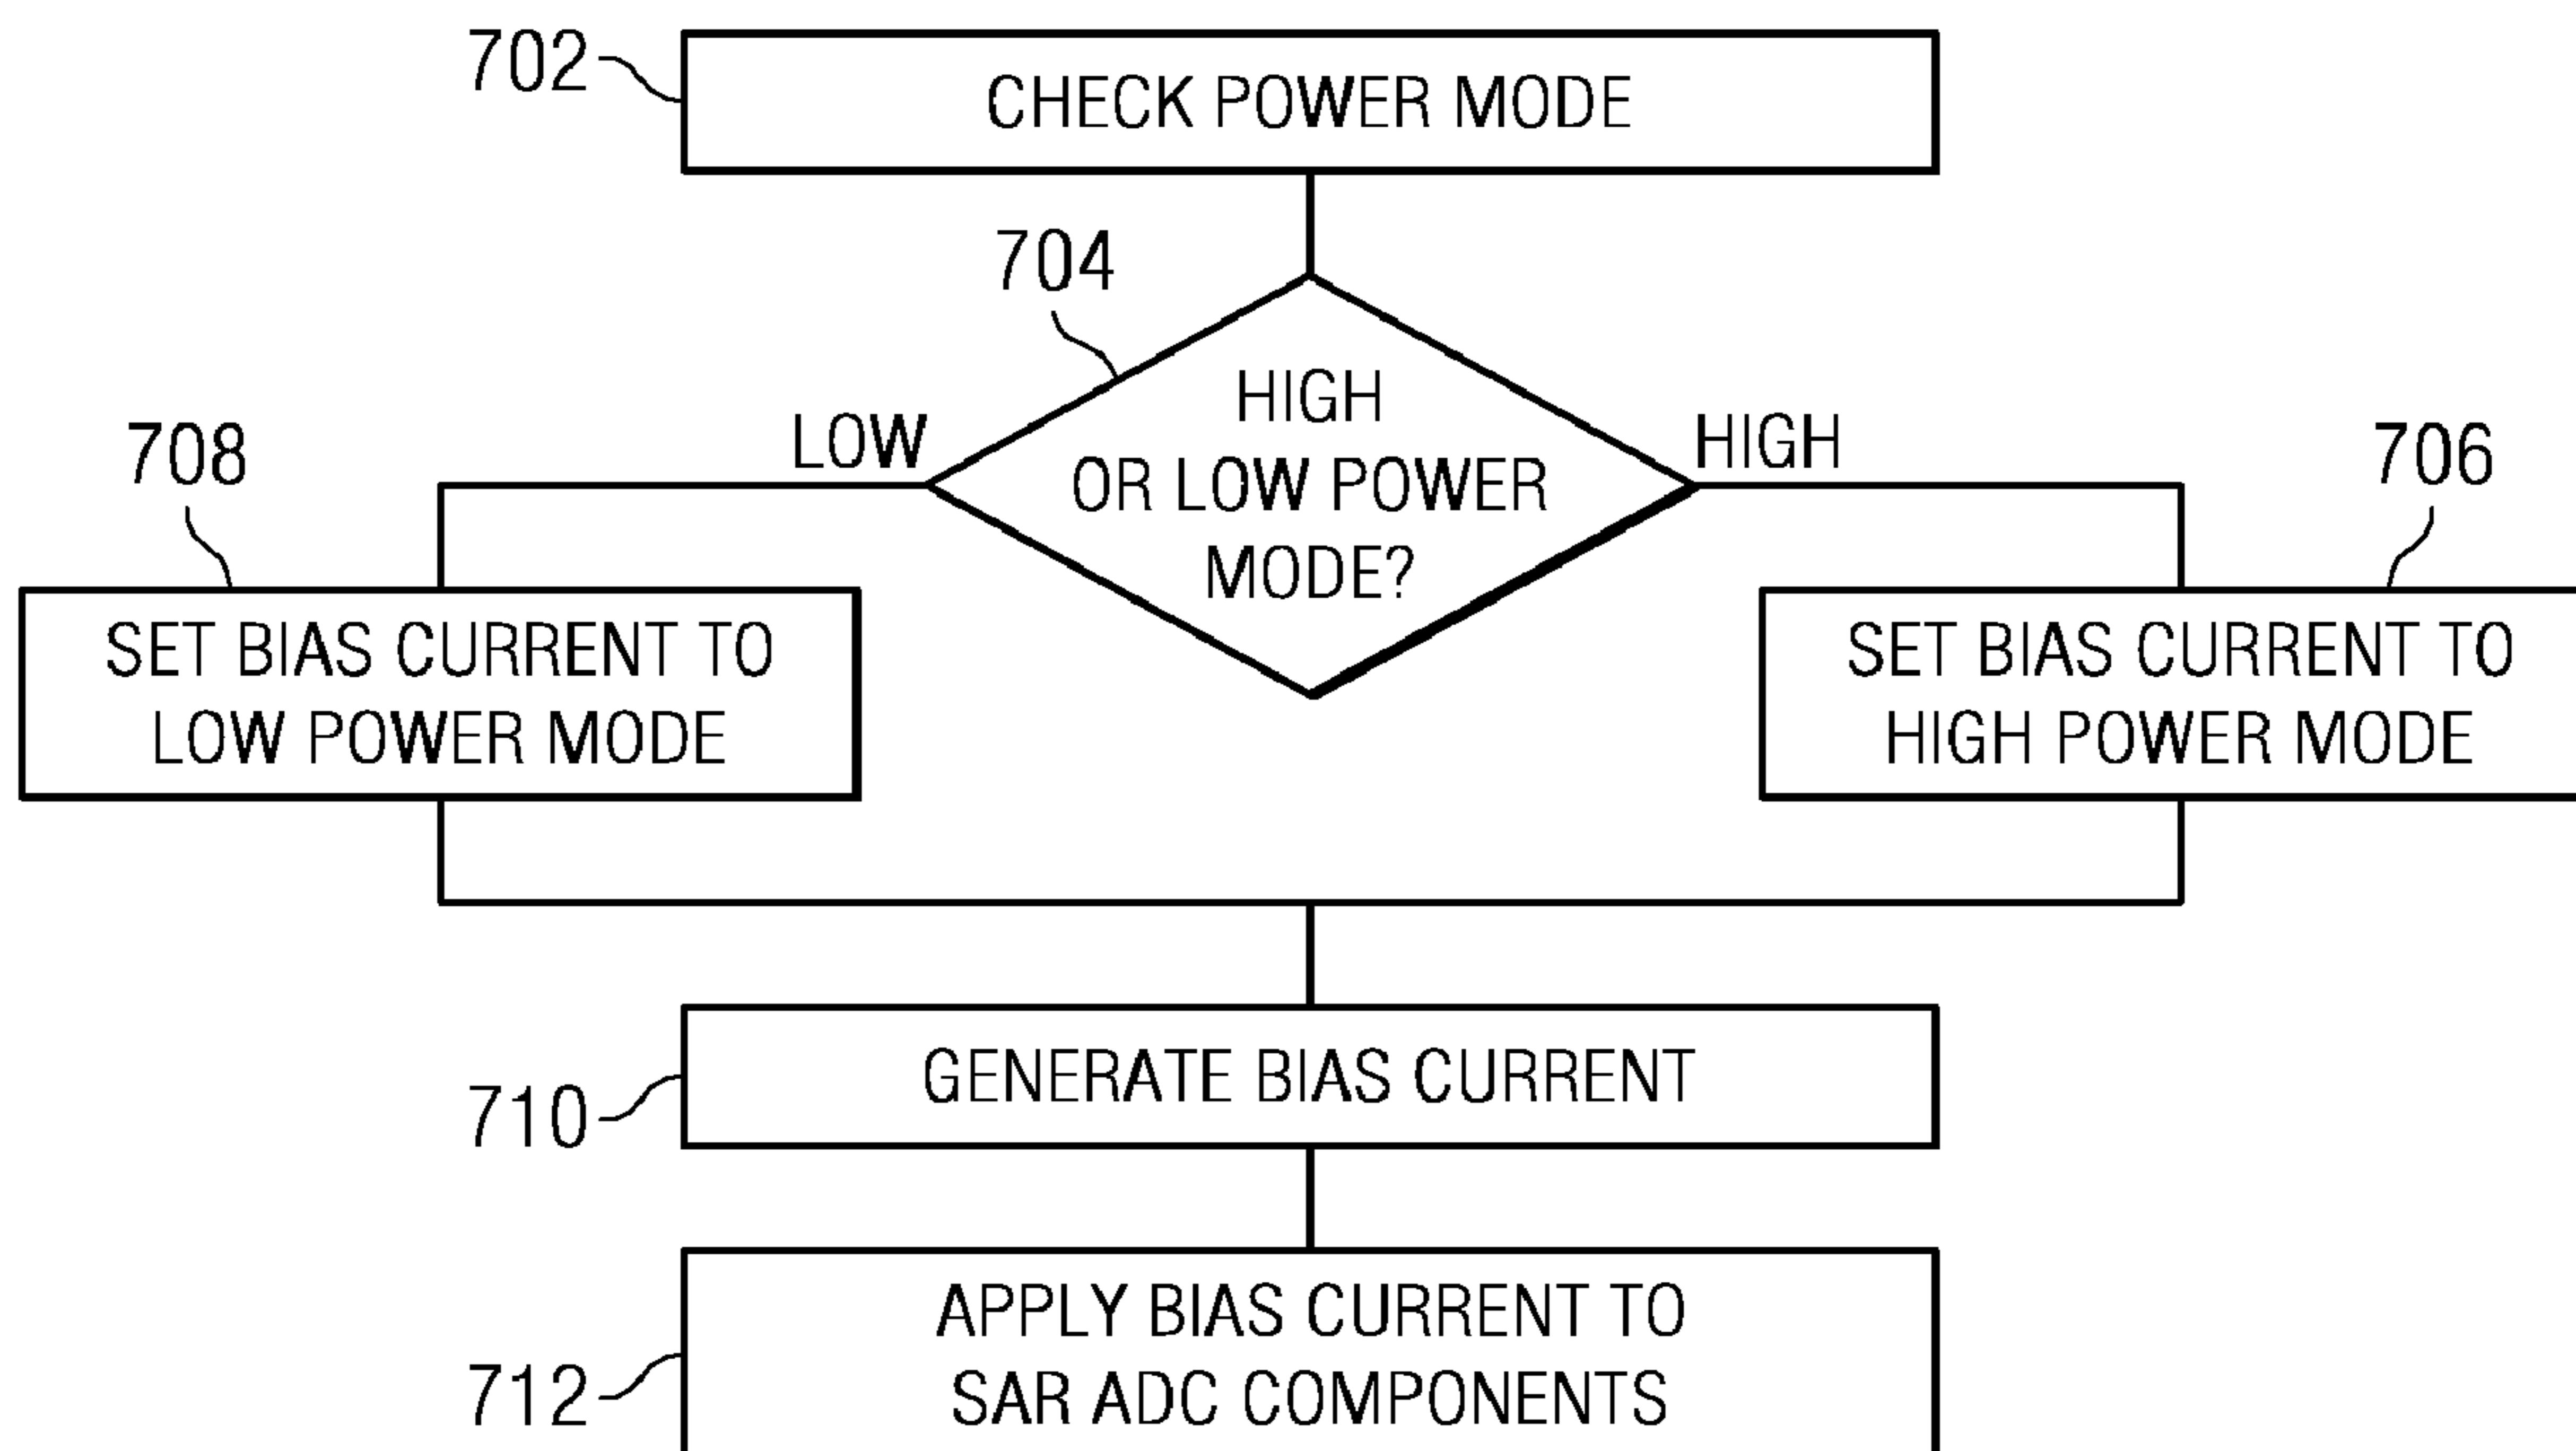 702
CHECK POWER MODE
704
HIGH
OR LOW POWER
MODE?
LOW
HIGH
708
706
SET BIAS CURRENT TO
LOW POWER MODE
SET BIAS CURRENT TO
HIGH POWER MODE
710
GENERATE BIAS CURRENT
712
APPLY BIAS CURRENT TO
SAR ADC COMPONENTS